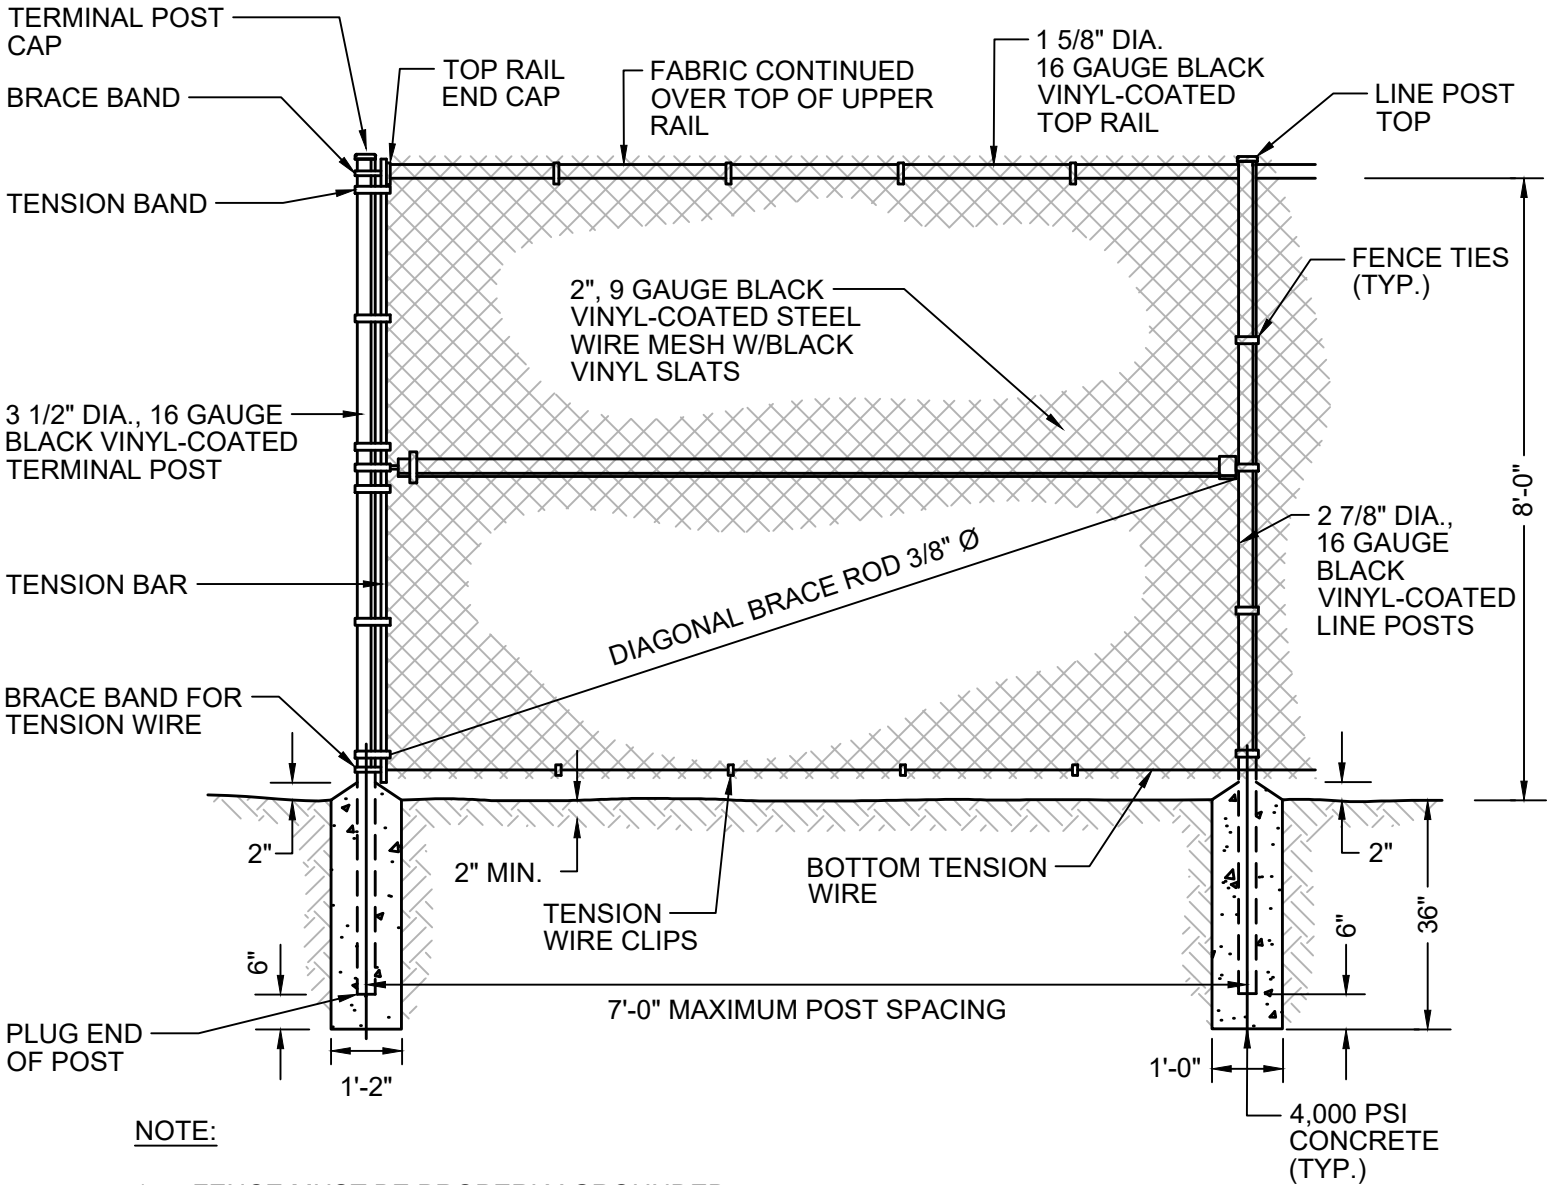 TERMINAL POST
CAP
BRACE BAND
TENSION BAND
TOP RAIL
END CAP
FABRIC CONTINUED
OVER TOP OF UPPER
RAIL
1 5/8" DIA.
16 GAUGE BLACK
VINYL-COATED
TOP RAIL
LINE POST
TOP
FENCE TIES
(TYP.)
2", 9 GAUGE BLACK
VINYL-COATED STEEL
WIRE MESH W/BLACK
VINYL SLATS
3 1/2" DIA., 16 GAUGE
BLACK VINYL-COATED
TERMINAL POST
8'-0"
2 7/8" DIA.,
16 GAUGE
BLACK
VINYL-COATED
LINE POSTS
DIAGONAL BRACE ROD 3/8" Ø
TENSION BAR
BRACE BAND FOR
TENSION WIRE
2"
2" MIN.
TENSION
WIRE CLIPS
BOTTOM TENSION
WIRE
2"
6"
36"
6"
7'-0" MAXIMUM POST SPACING
PLUG END
OF POST
1'-2"
1'-0"
4,000 PSI
CONCRETE
(TYP.)
NOTE: